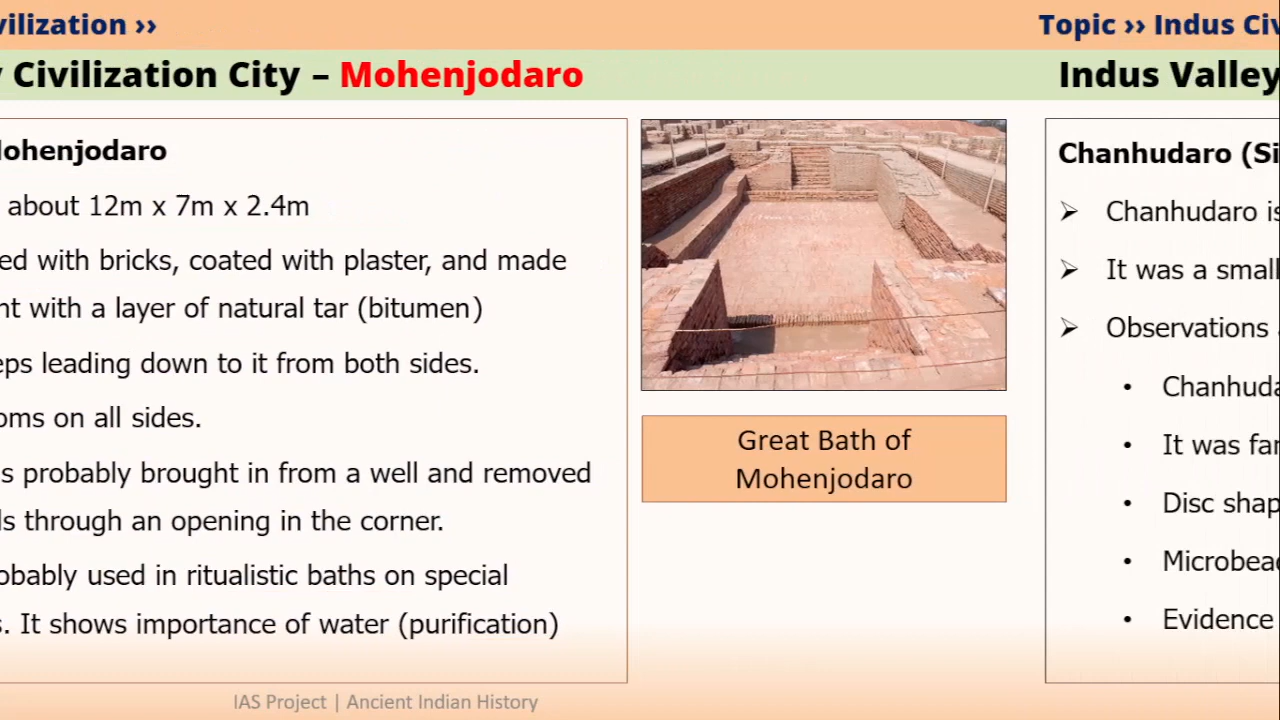 vilization ››
Civilization City – Mohenjodaro
Mohenjodaro
about 12m x 7m x 2.4m
ed with bricks, coated with plaster, and made
nt with a layer of natural tar (bitumen)
eps leading down to it from both sides.
oms on all sides.
s probably brought in from a well and removed
ds through an opening in the corner.
obably used in ritualistic baths on special
s. It shows importance of water (purification)
IAS Project | Ancient Indian History
Great Bath of
Mohenjodaro
Topic ›› Indus Civ
Indus Valley
Chanhudaro (Si
➢ Chanhudaro is
➢ It was a small
➢ Observations
• Chanhuda
• It was fam
• Disc shap
• Microbead
• Evidence